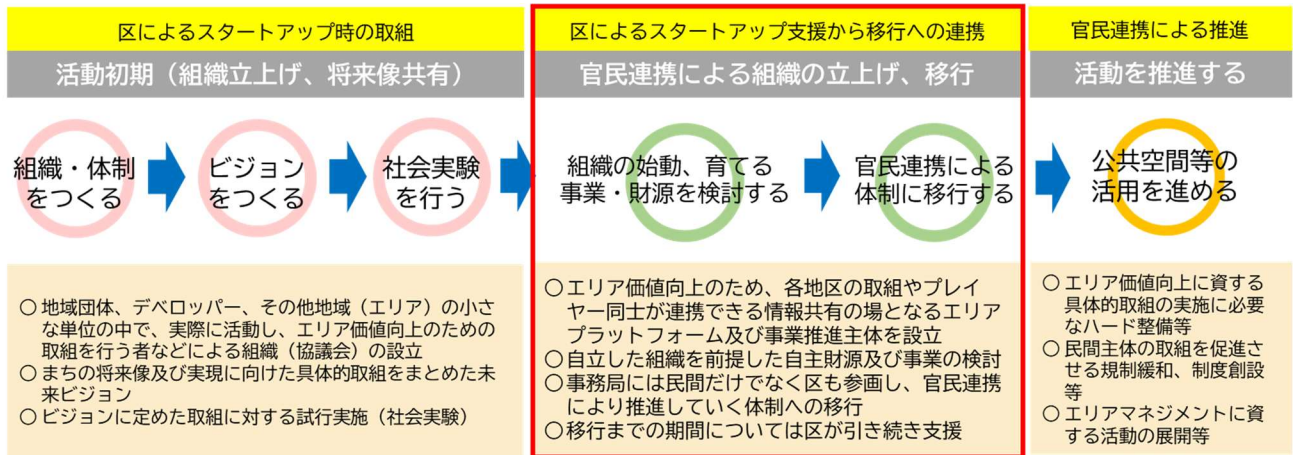 区によるスタートアップ時の取組
活動初期（組織立上げ、将来像共有）
組織・体制
をつくる
ビジョン
をつくる
社会実験
を行う
○地域団体、デベロッパー、その他地域（エリア）の小さ
な単位の中で、実際に活動し、エリア価値向上のための
取組を行う者などによる組織（協議会）の設立
○まちの将来像及び実現に向けた具体的取組をまとめた未
来ビジョン
○ビジョンに定めた取組に対する試行実施（社会実験）
区によるスタートアップ支援から移行への連携
官民連携による組織の立上げ、移行
組織の始動、育てる
事業・財源を検討する
官民連携による
体制に移行する
○エリア価値向上のため、各地区の取組やプレイ
ヤー同士が連携できる情報共有の場となるエリア
プラットフォーム及び事業推進主体を設立
○自立した組織を前提した自主財源及び事業の検討
○事務局には民間だけでなく区も参画し、官民連携
により推進していく体制への移行
○移行までの期間については区が引き続き支援
官民連携による推進
活動を推進する
公共空間等の
活用を進める
○エリア価値向上に資する
具体的取組の実施に必要
なハード整備等
○民間主体の取組を促進さ
せる規制緩和、制度創設
等
○エリアマネジメントに資
する活動の展開等